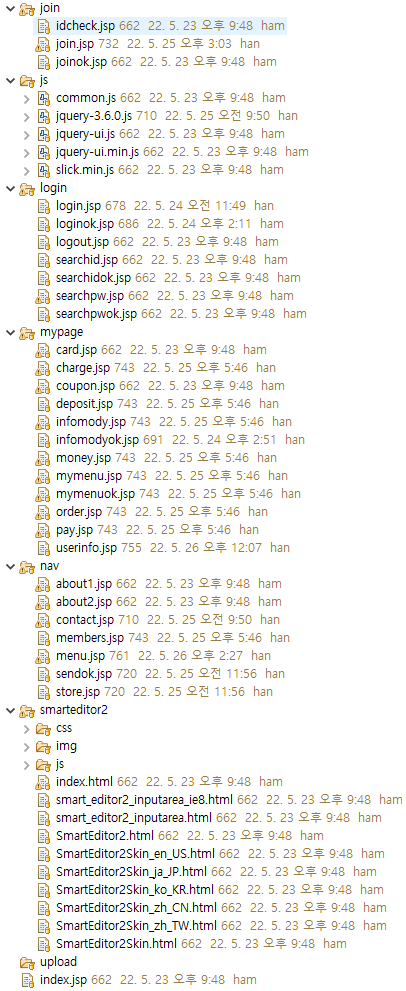 join
idcheck.jsp 662 22. 5. 23 오후 9:48 ham
join.jsp 732 22. 5. 25 오후 3:03 han
joinok.jsp 662 22. 5. 23 오후 9:48 ham
js
common.js 662 22. 5. 23 오후 9:48 ham
jquery-3.6.0.js 710 22. 5. 25 오전 9:50 han
jquery-ui.js 662 22. 5. 23 오후 9:48 ham
jquery-ui.min.js 662 22. 5. 23 오후 9:48 ham
slick.min.js 662 22. 5. 23 오후 9:48 ham
login
login.jsp 678 22. 5. 24 오전 11:49 han
loginok.jsp 686 22. 5. 24 오후 2:11 ham
logout.jsp 662 22. 5. 23 오후 9:48 ham
searchid.jsp 662 22. 5. 23 오후 9:48 ham
searchidok.jsp 662 22. 5. 23 오후 9:48 ham
searchpw.jsp 662 22. 5. 23 오후 9:48 ham
searchpwok.jsp 662 22. 5. 23 오후 9:48 ham
mypage
card.jsp 662 22. 5. 23 오후 9:48 ham
charge.jsp 743 22. 5. 25 오후 5:46 han
coupon.jsp 662 22. 5. 23 오후 9:48 ham
deposit.jsp 743 22. 5. 25 오후 5:46 han
infomody.jsp 743 22. 5. 25 오후 5:46 han
infomodyok.jsp 691 22. 5. 24 오후 2:51 han
money.jsp 743 22. 5. 25 오후 5:46 han
mymenu.jsp 743 22. 5. 25 오후 5:46 han
mymenuok.jsp 743 22. 5. 25 오후 5:46 han
order.jsp 743 22. 5. 25 오후 5:46 han
pay.jsp 743 22. 5. 25 오후 5:46 han
userinfo.jsp 755 22. 5. 26 오후 12:07 han
nav
about1.jsp 662 22. 5. 23 오후 9:48 ham
about2.jsp 662 22. 5. 23 오후 9:48 ham
contact.jsp 710 22. 5. 25 오전 9:50 han
members.jsp 743 22. 5. 25 오후 5:46 han
menu.jsp 761 22. 5. 26 오후 2:27 han
sendok.jsp 720 22. 5. 25 오전 11:56 han
store.jsp 720 22. 5. 25 오전 11:56 han
smarteditor2
css
img
js
index.html 662 22. 5. 23 오후 9:48 ham
smart_editor2_inputarea_ie8.html 662 22. 5. 23 오후 9:48 ham
smart_editor2_inputarea.html 662 22. 5. 23 오후 9:48 ham
SmartEditor2.html 662 22. 5. 23 오후 9:48 ham
SmartEditor2Skin_en_US.html 662 22. 5. 23 오후 9:48 ham
SmartEditor2Skin_ja_JP.html 662 22. 5. 23 오후 9:48 ham
SmartEditor2Skin_ko_KR.html 662 22. 5. 23 오후 9:48 ham
SmartEditor2Skin_zh_CN.html 662 22. 5. 23 오후 9:48 ham
SmartEditor2Skin_zh_TW.html 662 22. 5. 23 오후 9:48 ham
SmartEditor2Skin.html 662 22. 5. 23 오후 9:48 ham
upload
index.jsp 662 22. 5. 23 오후 9:48 ham